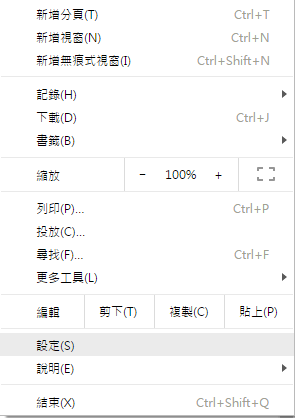 新增分頁(T) Ctrl+T
新增視窗(N) Ctrl+N
新增無痕式視窗(I) Ctrl+Shift+N
記錄(H)
下載(D) Ctrl+J
書籤(B)
縮放 - 100% +
列印(P)... Ctrl+P
投放(C)...
尋找(F)... Ctrl+F
更多工具(L)
編輯 剪下(T) 複製(C) 貼上(P)
設定(S)
說明(E)
結束(X) Ctrl+Shift+Q